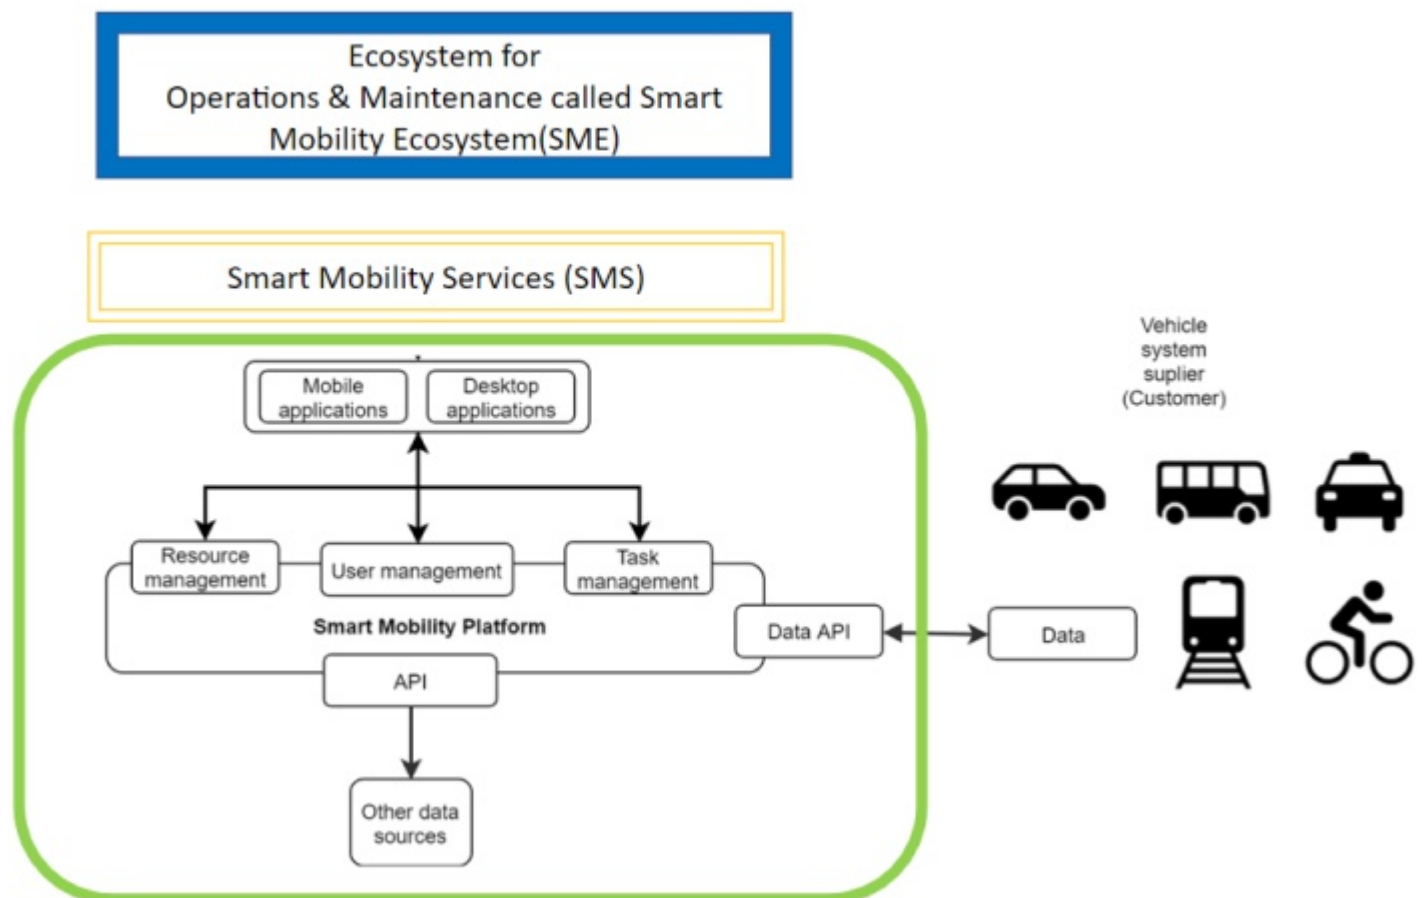 Ecosystem for
Operations & Maintenance called Smart
Mobility Ecosystem(SME)
Smart Mobility Services (SMS)
Vehicle
system
suplier
(Customer)
Mobile
applications
Desktop
applications
Resource
management
User management
Task
management
Smart Mobility Platform
Data API
Data
API
Other data
sources